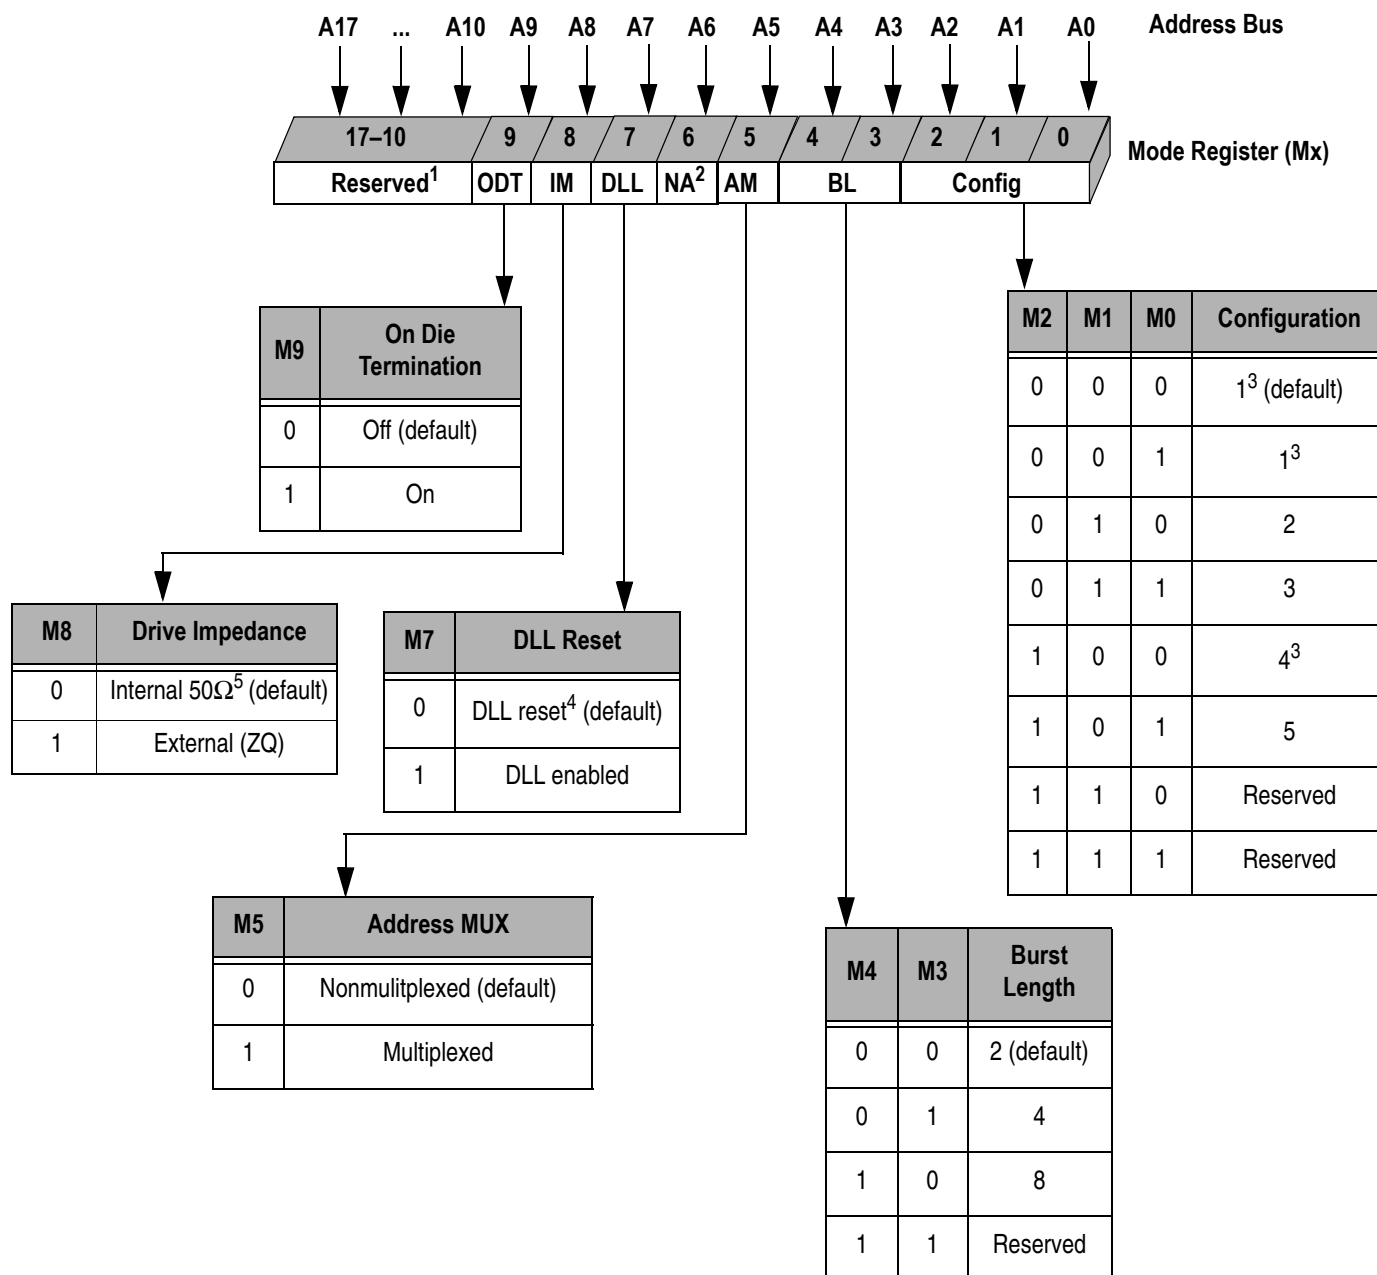 A17 ... A10 A9 A8 A7 A6 A5 A4 A3 A2 A1 A0 Address Bus
17–10 9 8 7 6 5 4 3 2 1 0
Mode Register (Mx)
Reserved1 ODT IM DLL NA2 AM BL Config
M9 On Die
Termination
0 Off (default)
1 On
M2 M1 M0 Configuration
0 0 0 13 (default)
0 0 1 13
0 1 0 2
0 1 1 3
1 0 0 43
1 0 1 5
1 1 0 Reserved
1 1 1 Reserved
M8 Drive Impedance
0 Internal 50Ω5 (default)
1 External (ZQ)
M7 DLL Reset
0 DLL reset4 (default)
1 DLL enabled
M5 Address MUX
0 Nonmulitplexed (default)
1 Multiplexed
M4 M3 Burst
Length
0 0 2 (default)
0 1 4
1 0 8
1 1 Reserved